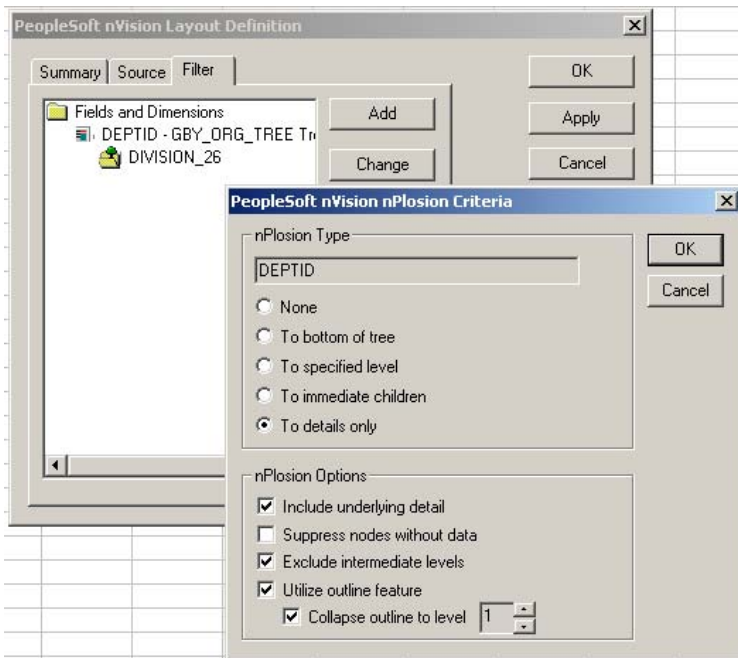 PeopleSoft nVision Layout Definition
Summary Source Filter
OK
Fields and Dimensions
Add
Apply
DEPTID - GBY_ORG_TREE Tr
DIVISION_26
Change
Cancel
PeopleSoft nVision nPlosion Criteria
nPlosion Type
OK
DEPTID
Cancel
None
To bottom of tree
To specified level
To immediate children
To details only
nPlosion Options
Include underlying detail
Suppress nodes without data
Exclude intermediate levels
Utilize outline feature
Collapse outline to level 1